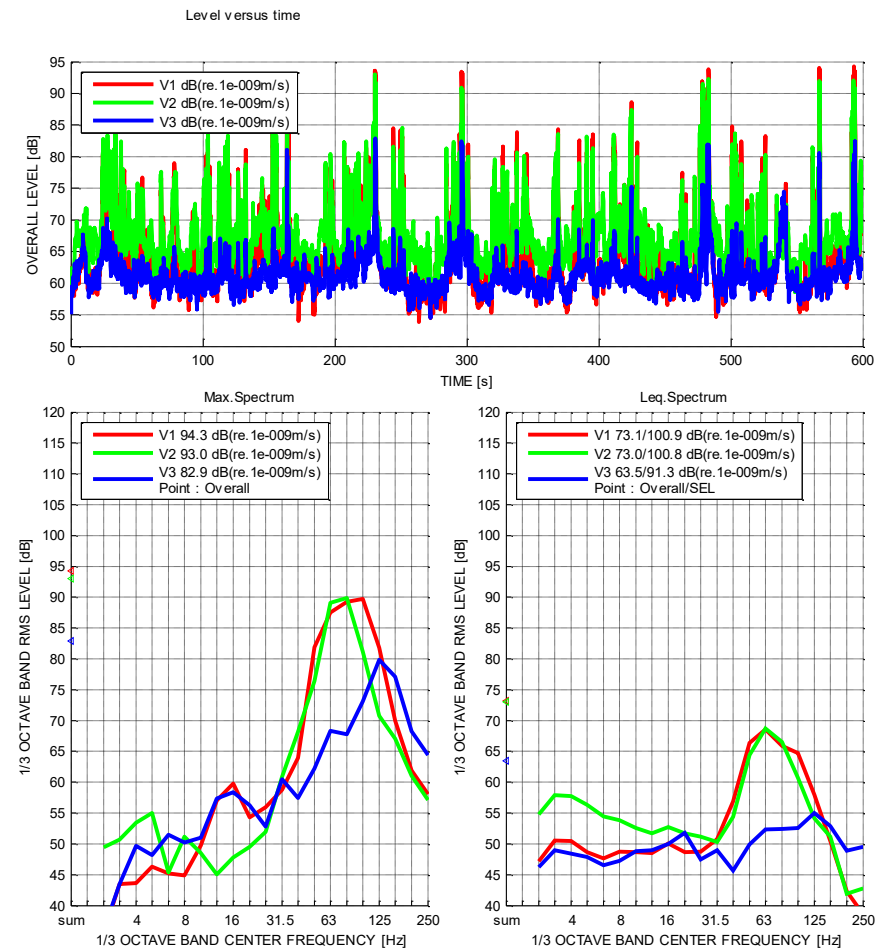 Level versus time
95
90
85
80
75
70
65
60
55
50
OVERALL LEVEL [dB]
V1 dB(re.1e-009m/s)
V2 dB(re.1e-009m/s)
V3 dB(re.1e-009m/s)
0 100 200 300 400 500 600
TIME [s]
Max.Spectrum
120
115
110
105
100
95
90
85
80
75
70
65
60
55
50
45
40
1/3 OCTAVE BAND RMS LEVEL [dB]
V1 94.3 dB(re.1e-009m/s)
V2 93.0 dB(re.1e-009m/s)
V3 82.9 dB(re.1e-009m/s)
Point : Overall
sum 4 8 16 31.5 63 125 250
1/3 OCTAVE BAND CENTER FREQUENCY [Hz]
Leq.Spectrum
120
115
110
105
100
95
90
85
80
75
70
65
60
55
50
45
40
1/3 OCTAVE BAND RMS LEVEL [dB]
V1 73.1/100.9 dB(re.1e-009m/s)
V2 73.0/100.8 dB(re.1e-009m/s)
V3 63.5/91.3 dB(re.1e-009m/s)
Point : Overall/SEL
sum 4 8 16 31.5 63 125 250
1/3 OCTAVE BAND CENTER FREQUENCY [Hz]